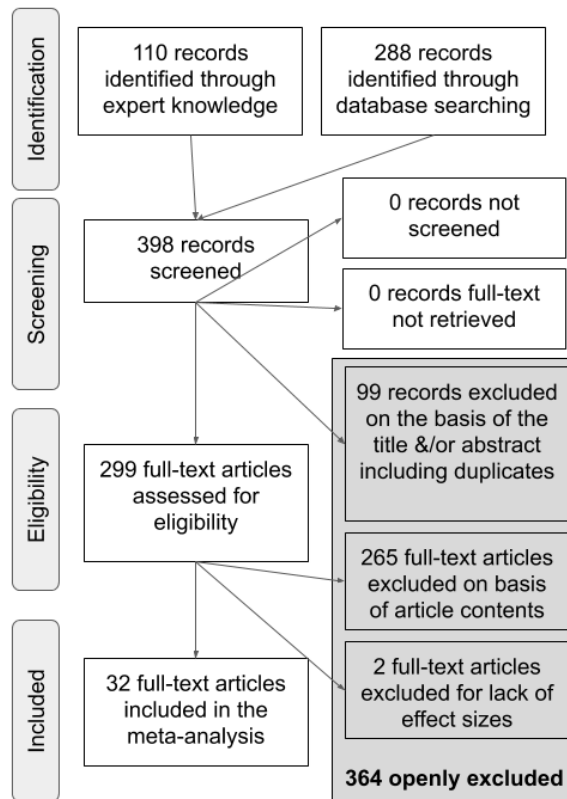 Identification
110 records
identified through
expert knowledge
288 records
identified through
database searching
Screening
398 records
screened
0 records not
screened
0 records full-text
not retrieved
99 records excluded
on the basis of the
title &/or abstract
including duplicates
Eligibility
299 full-text articles
assessed for
eligibility
265 full-text articles
excluded on basis
of article contents
Included
32 full-text articles
included in the
meta-analysis
2 full-text articles
excluded for lack of
effect sizes
364 openly excluded